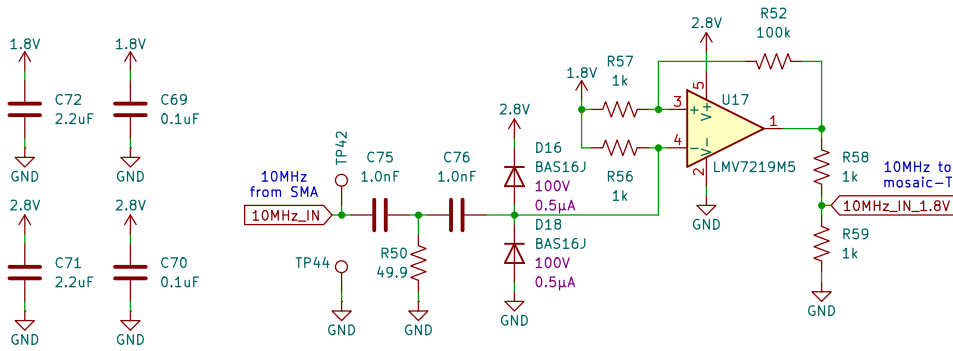 1.8V
C72
2.2uF
GND
1.8V
C69
0.1uF
GND
2.8V
C71
2.2uF
GND
2.8V
C70
0.1uF
GND
10MHz
from SMA
10MHz_IN
TP42
TP44
GND
C75
1.0nF
R50
49.9
GND
C76
1.0nF
2.8V
D16
BAS16J
100V
0.5µA
D18
BAS16J
100V
0.5µA
GND
1.8V
R57
1k
R56
1k
2.8V
R52
100k
U17
3
+
4
-
5
V+
V-
2
1
LMV7219M5
GND
R58
1k
10MHz to
mosaic-T
10MHz_IN_1.8V
R59
1k
GND